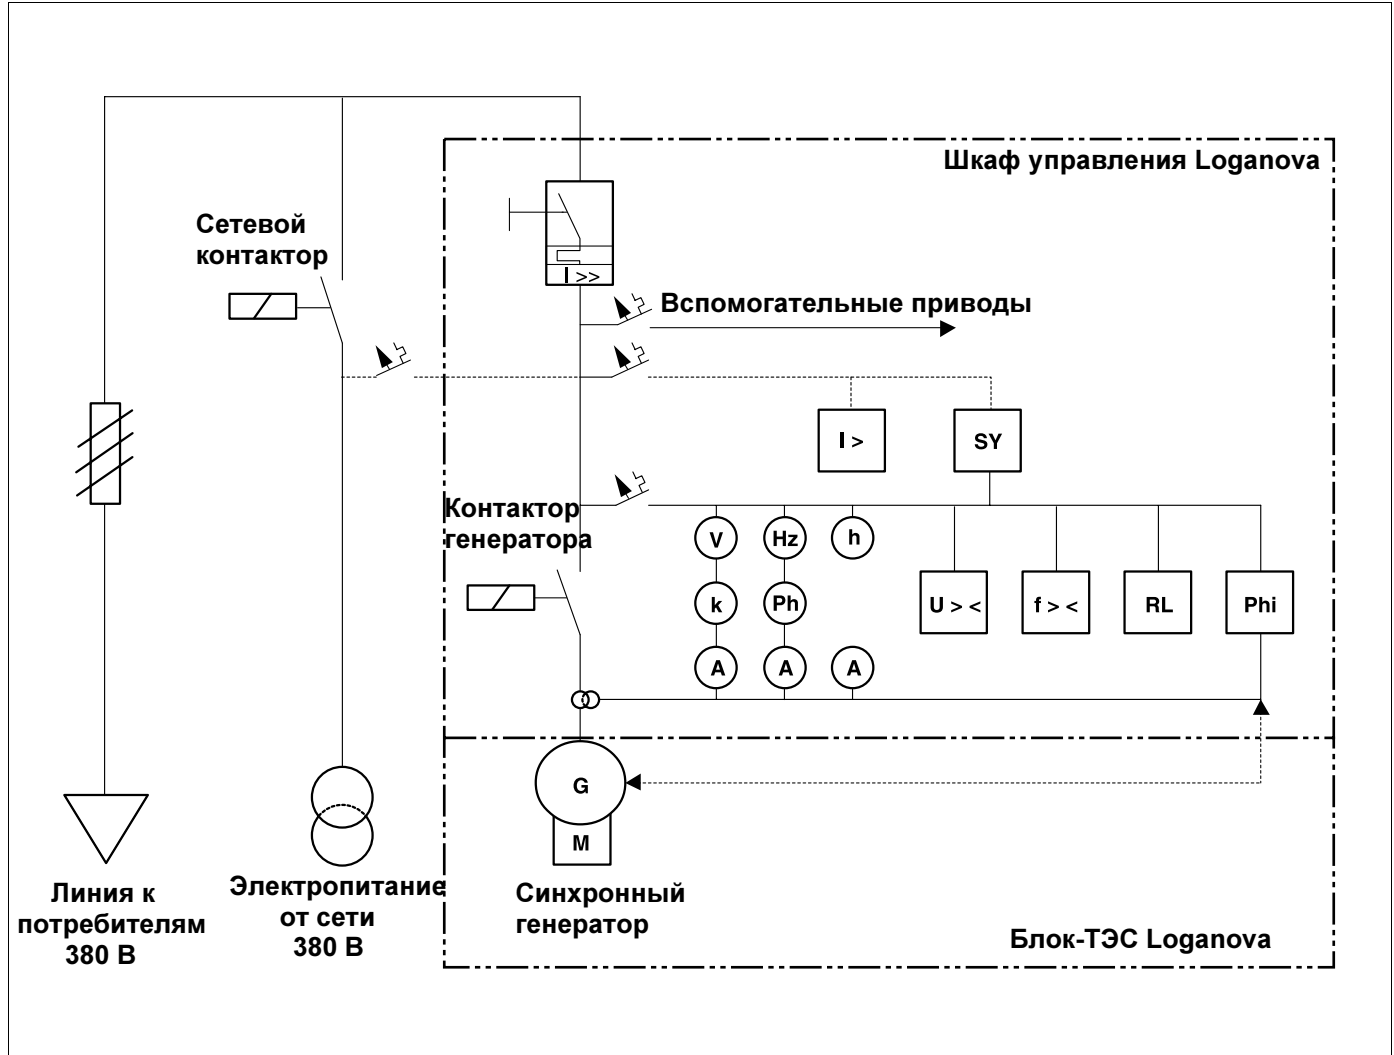 Шкаф управления Loganova
Сетевой
контактор
I >>
Вспомогательные приводы
I >
SY
Контактор
генератора
V
Hz
h
k
Ph
U > <
f > <
RL
Phi
A
A
A
G
M
Линия к
потребителям
380 В
Электропитание
от сети
380 В
Синхронный
генератор
Блок-ТЭС Loganova